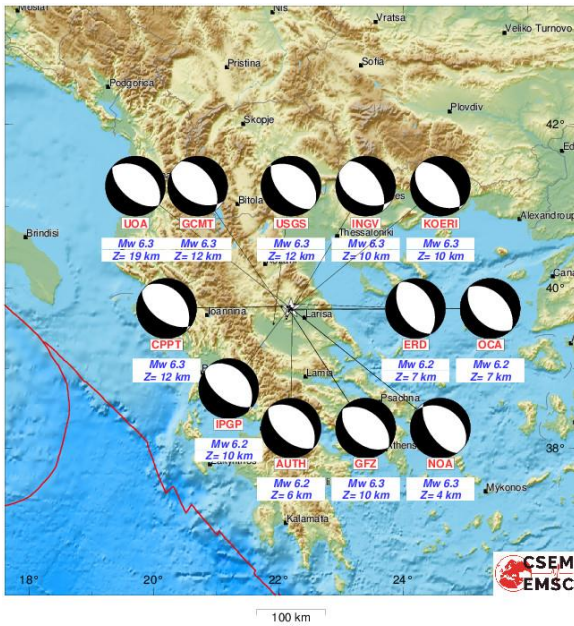 Nis
Vratsa
Veliko Turnovo
Pristina
Sofia
Podgorica
Plovdiv
Skopje
42°
Bitola
Thessaloniki
Alexandroup
Brindisi
UOA
GCMT
USGS
INGV
KOERI
Mw 6.3
Mw 6.3
Mw 6.3
Mw 6.3
Mw 6.3
Z= 19 km
Z= 12 km
Z= 12 km
Z= 10 km
Z= 10 km
40°
Ioannina
Larisa
CPPT
ERD
OCA
Mw 6.3
Mw 6.2
Mw 6.2
Z= 12 km
Z= 7 km
Z= 7 km
Lamia
Psachna
IPGP
Mw 6.2
Z= 10 km
38°
AUTH
GFZ
NOA
Mw 6.2
Mw 6.3
Mw 6.3
Z= 6 km
Z= 10 km
Z= 4 km
Mykonos
Kalamata
18°
20°
22°
24°
CSEM
EMSC
100 km